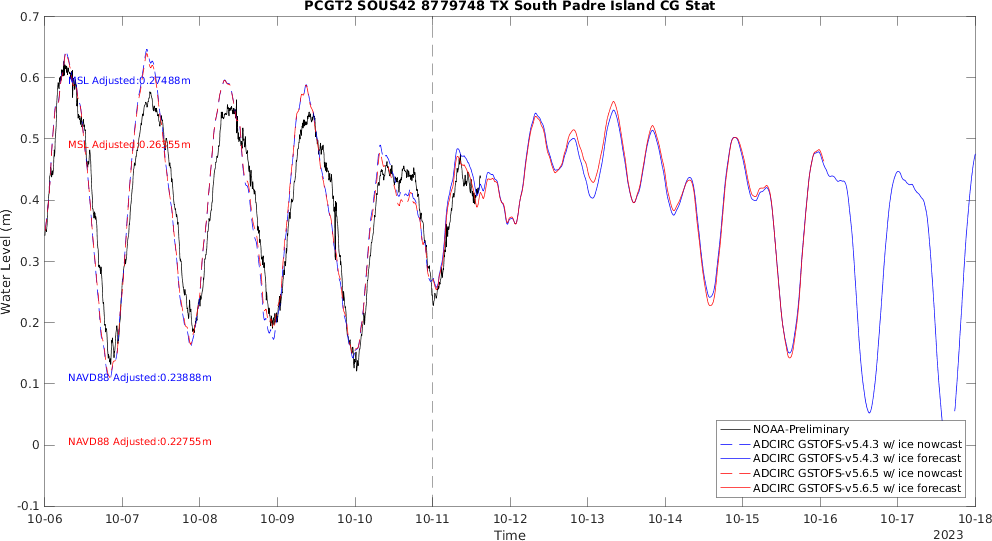 PCGT2 SOUS42 8779748 TX South Padre Island CG Stat
0.7
0.6
0.5
0.4
0.3
0.2
0.1
0
-0.1
Water Level (m)
MSL Adjusted:0.27488m
MSL Adjusted:0.26355m
NAVD88 Adjusted:0.23888m
NAVD88 Adjusted:0.22755m
NOAA-Preliminary
ADCIRC GSTOFS-v5.4.3 w/ ice nowcast
ADCIRC GSTOFS-v5.4.3 w/ ice forecast
ADCIRC GSTOFS-v5.6.5 w/ ice nowcast
ADCIRC GSTOFS-v5.6.5 w/ ice forecast
10-06 10-07 10-08 10-09 10-10 10-11 10-12 10-13 10-14 10-15 10-16 10-17 10-18
Time
2023